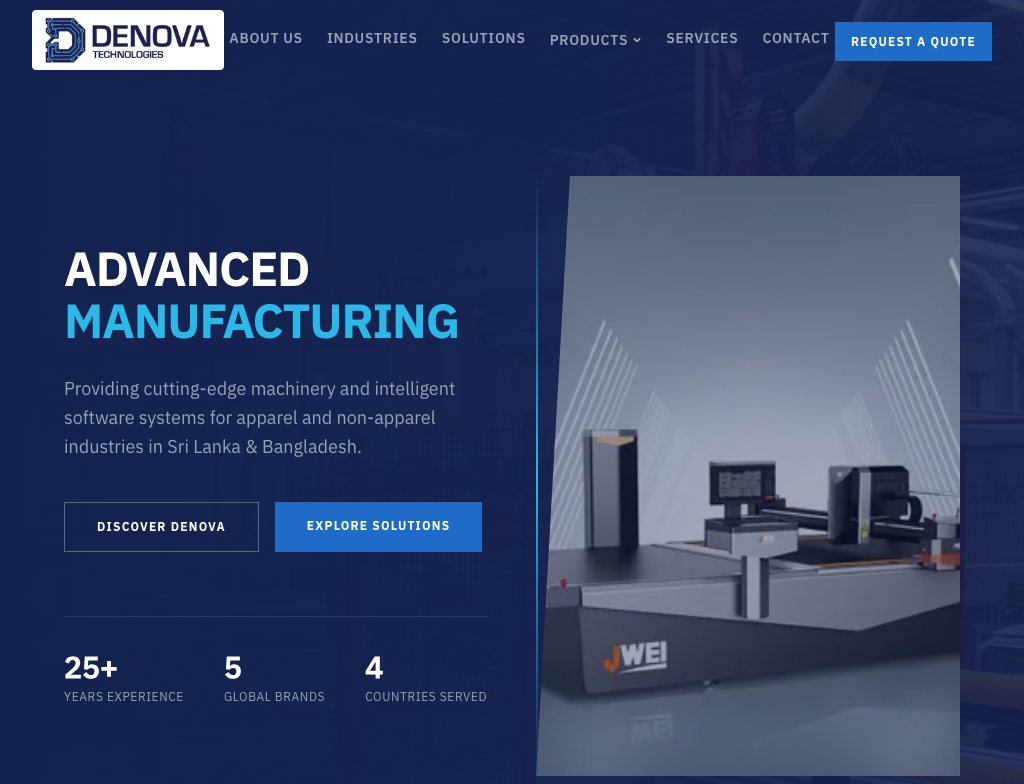 DENOVA
TECHNOLOGIES
ABOUT US
INDUSTRIES
SOLUTIONS
PRODUCTS
SERVICES
CONTACT
REQUEST A QUOTE
ADVANCED
MANUFACTURING
Providing cutting-edge machinery and intelligent
software systems for apparel and non-apparel
industries in Sri Lanka & Bangladesh.
DISCOVER DENOVA
EXPLORE SOLUTIONS
25+
YEARS EXPERIENCE
5
GLOBAL BRANDS
4
COUNTRIES SERVED
JWEI